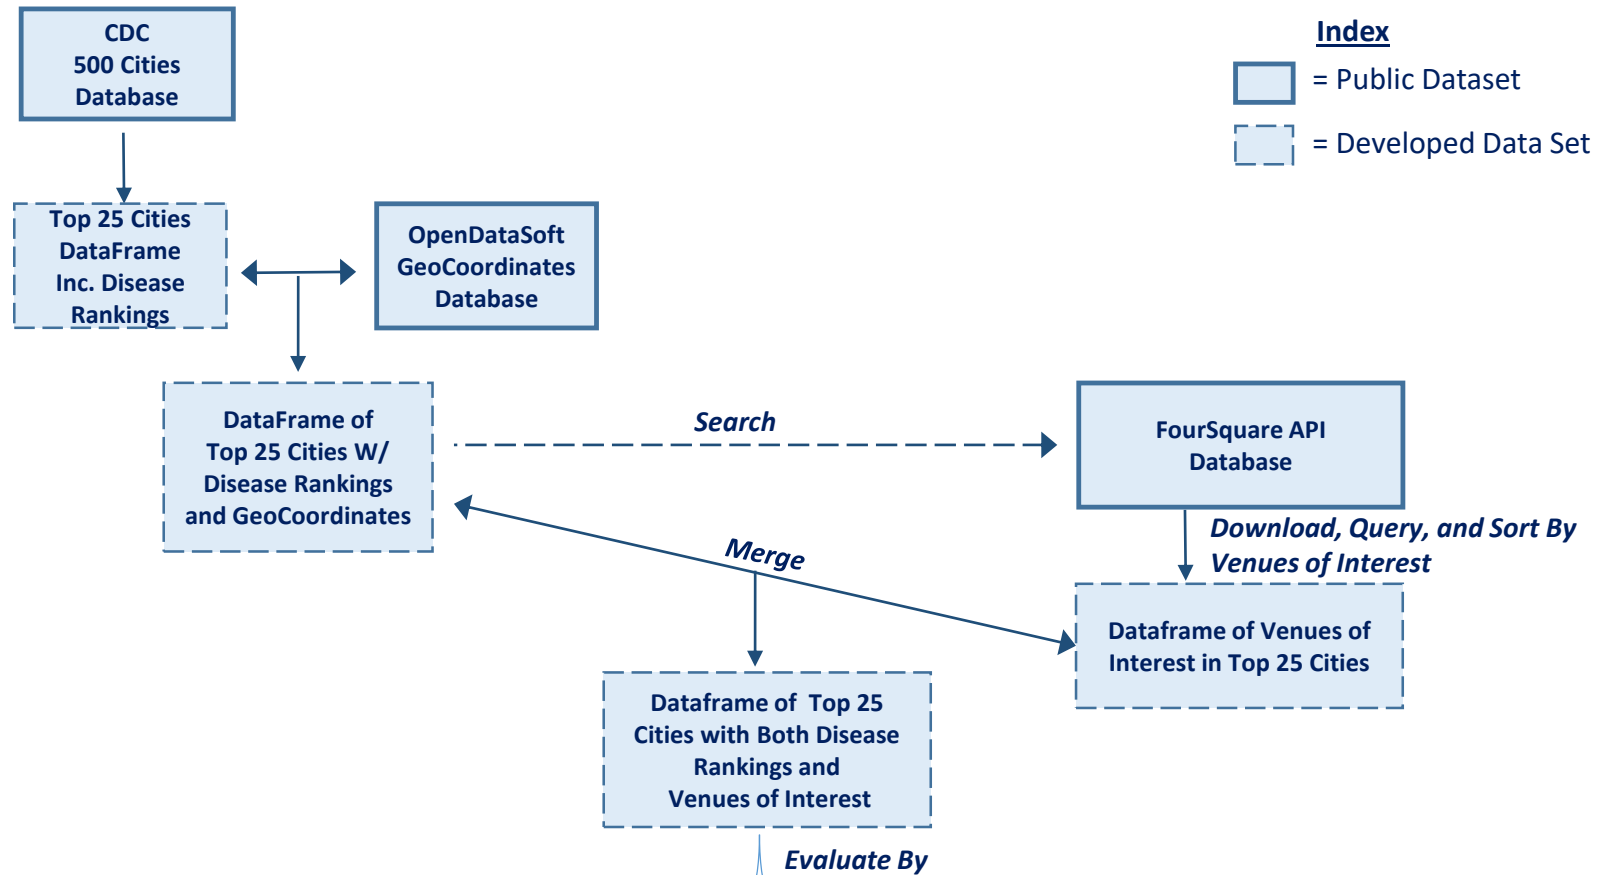 CDC
500 Cities
Database
Index
= Public Dataset
= Developed Data Set
Top 25 Cities
DataFrame
Inc. Disease
Rankings
OpenDataSoft
GeoCoordinates
Database
DataFrame of
Top 25 Cities W/
Disease Rankings
and GeoCoordinates
Search
FourSquare API
Database
Download, Query, and Sort By
Venues of Interest
Merge
Dataframe of Venues of
Interest in Top 25 Cities
Dataframe of  Top 25
Cities with Both Disease
Rankings and
Venues of Interest
Evaluate By